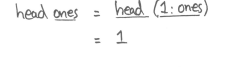 head ones = head (1: ones)
= 1